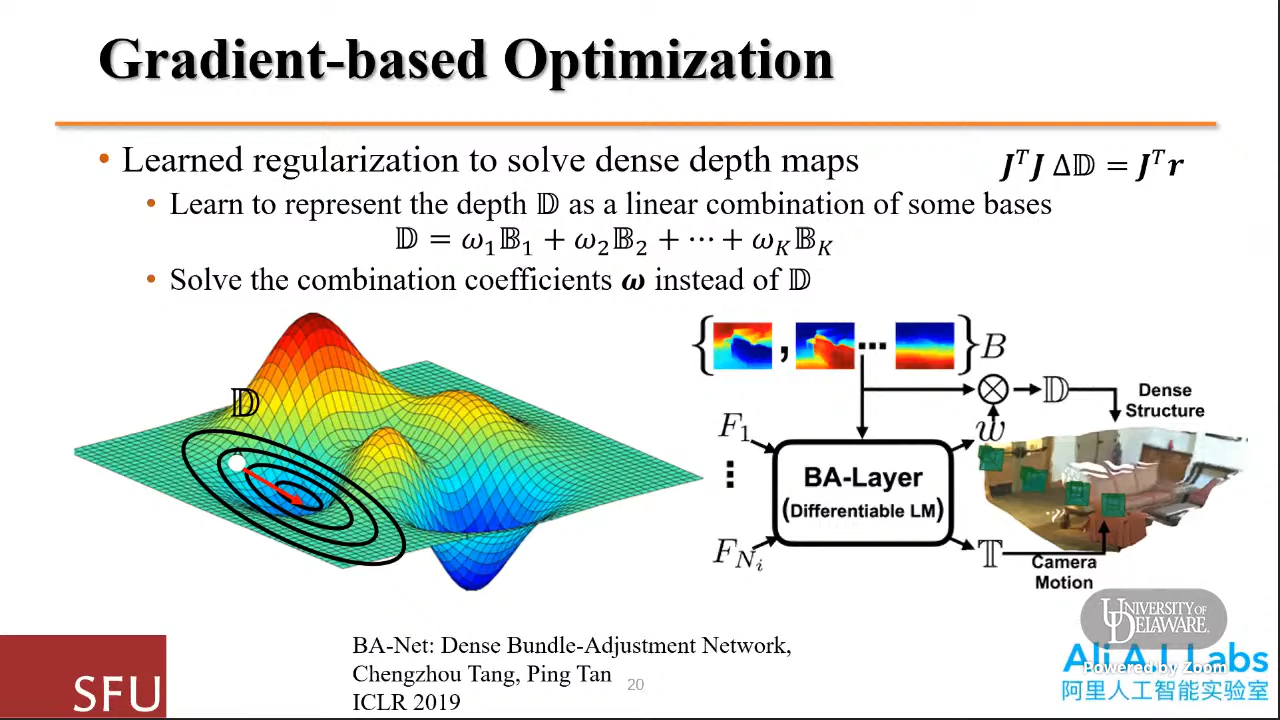 Gradient-based Optimization
• Learned regularization to solve dense depth maps
𝑱ᵀ𝑱 Δ𝔻 = 𝑱ᵀ𝒓
• Learn to represent the depth 𝔻 as a linear combination of some bases
𝔻 = ω₁𝔹₁ + ω₂𝔹₂ + ⋯ + ω_K𝔹_K
• Solve the combination coefficients 𝝎 instead of 𝔻
𝔻
{ , ... } B
⊗ 𝔻
Dense
Structure
F₁
w
⋮
BA-Layer
(Differentiable LM)
F_{N_i}
𝕋
Camera
Motion
UNIVERSITY OF
DELAWARE.
BA-Net: Dense Bundle-Adjustment Network,
Chengzhou Tang, Ping Tan
ICLR 2019
20
SFU
Ali A.I Labs
Powered by Zoom
阿里人工智能实验室